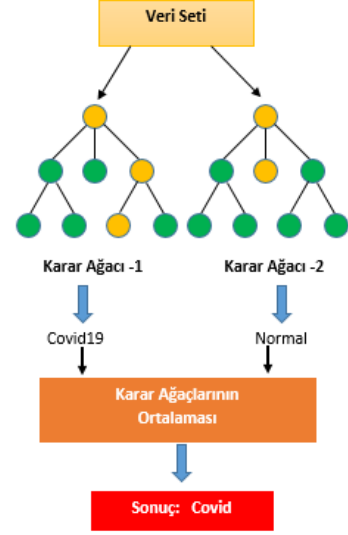 Veri Seti
Karar Ağacı -1
Karar Ağacı -2
Covid19
Normal
Karar Ağaçlarının
Ortalaması
Sonuç: Covid